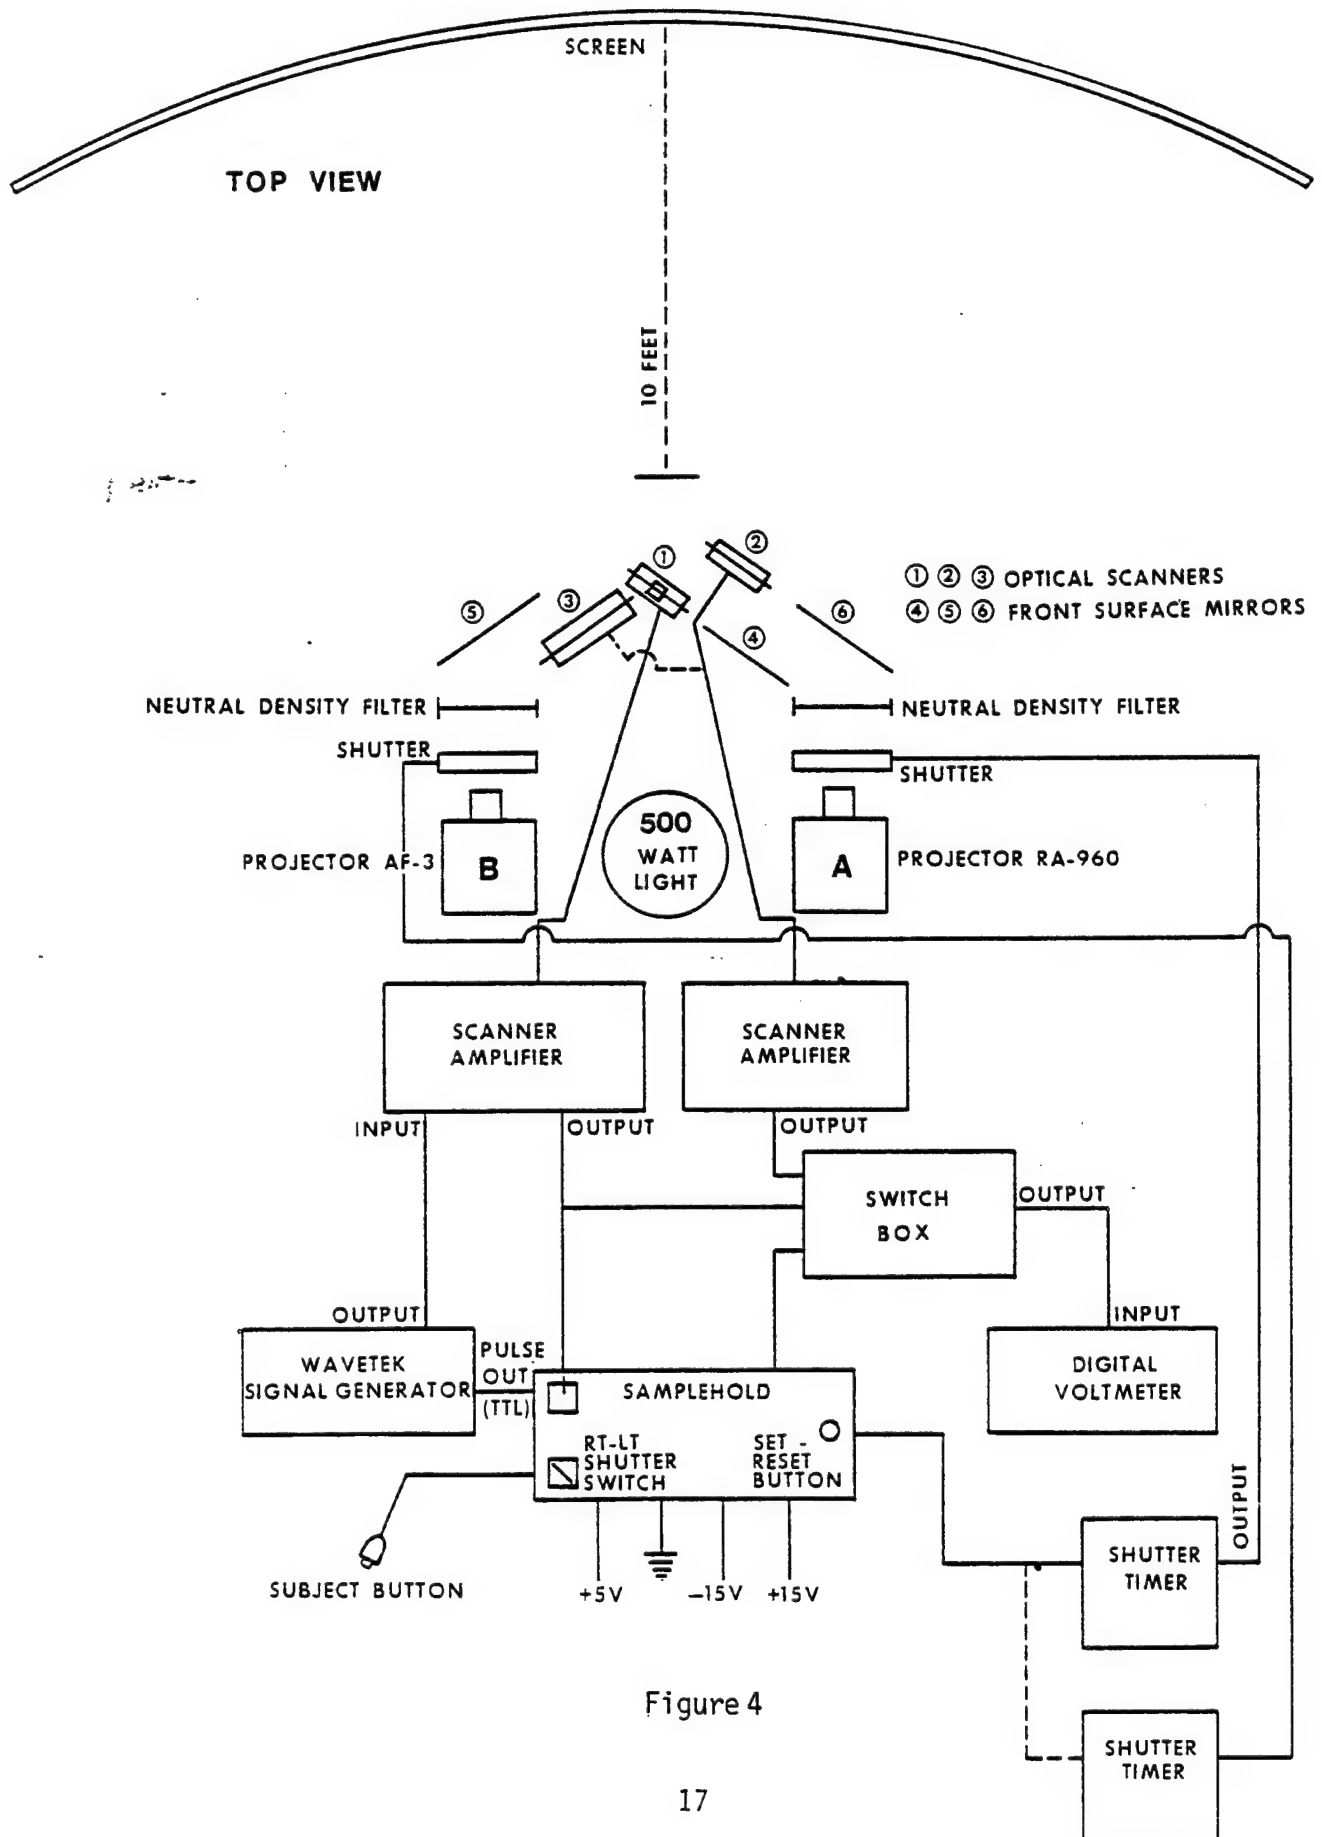 SCREEN
TOP VIEW
10 FEET
①
②
③
④
⑤
⑥
① ② ③ OPTICAL SCANNERS
④ ⑤ ⑥ FRONT SURFACE MIRRORS
NEUTRAL DENSITY FILTER
NEUTRAL DENSITY FILTER
SHUTTER
SHUTTER
500
WATT
LIGHT
PROJECTOR AF-3
B
A
PROJECTOR RA-960
SCANNER
AMPLIFIER
SCANNER
AMPLIFIER
INPUT
OUTPUT
OUTPUT
SWITCH
BOX
OUTPUT
OUTPUT
INPUT
WAVETEK
SIGNAL GENERATOR
PULSE
OUT
(TTL)
SAMPLEHOLD
DIGITAL
VOLTMETER
RT-LT
SHUTTER
SWITCH
SET -
RESET
BUTTON
OUTPUT
SUBJECT BUTTON
+5V
-15V
+15V
SHUTTER
TIMER
SHUTTER
TIMER
Figure 4
17